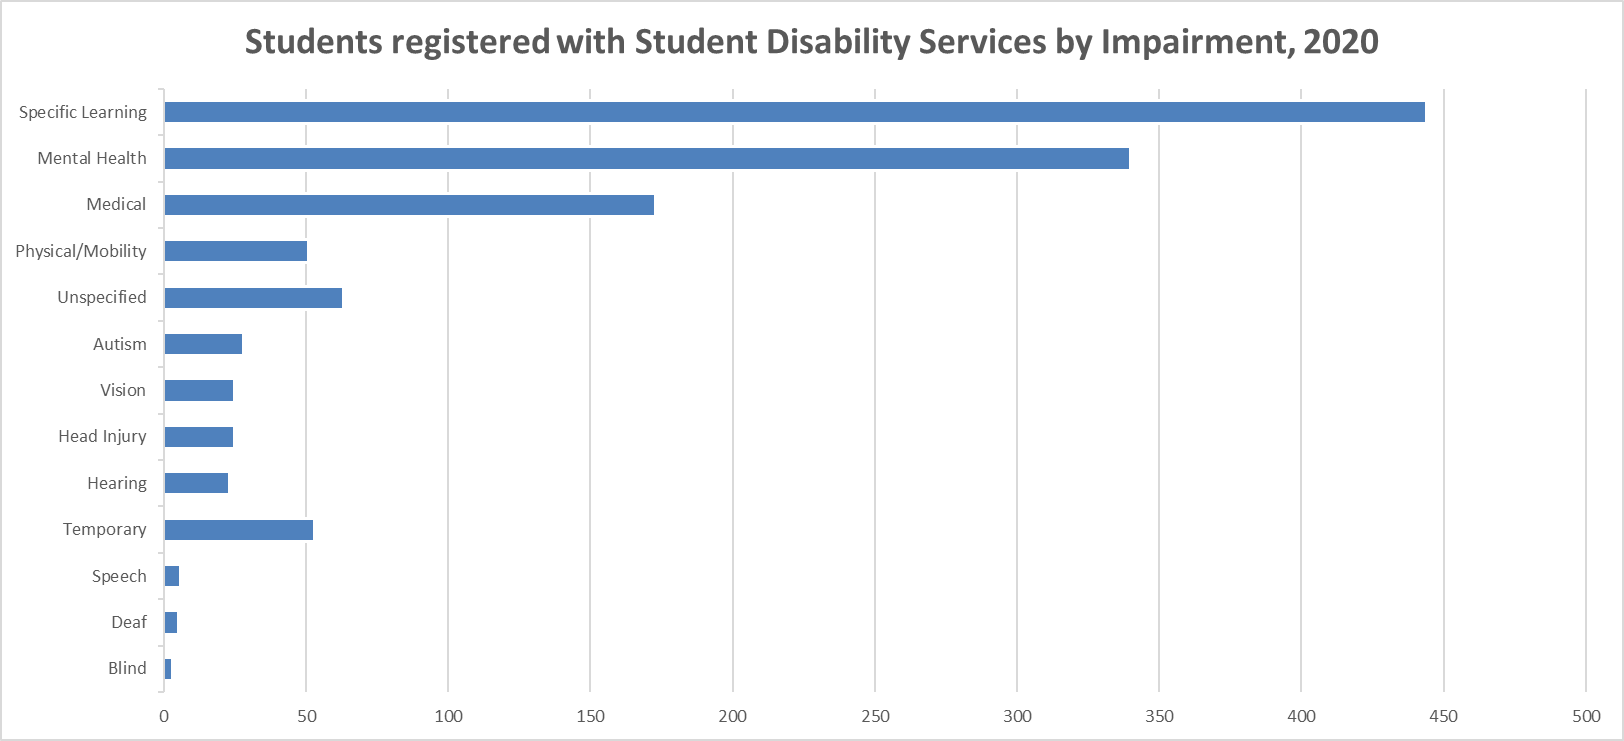 Students registered with Student Disability Services by Impairment, 2020
Specific Learning
Mental Health
Medical
Physical/Mobility
Unspecified
Autism
Vision
Head Injury
Hearing
Temporary
Speech
Deaf
Blind
0 50 100 150 200 250 300 350 400 450 500